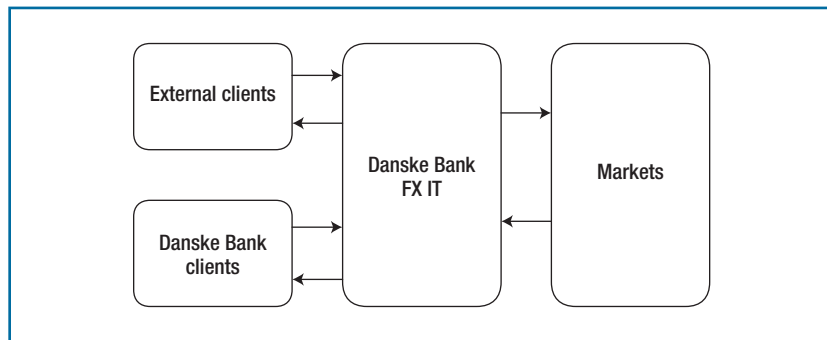 External clients
Danske Bank
clients
Danske Bank
FX IT
Markets